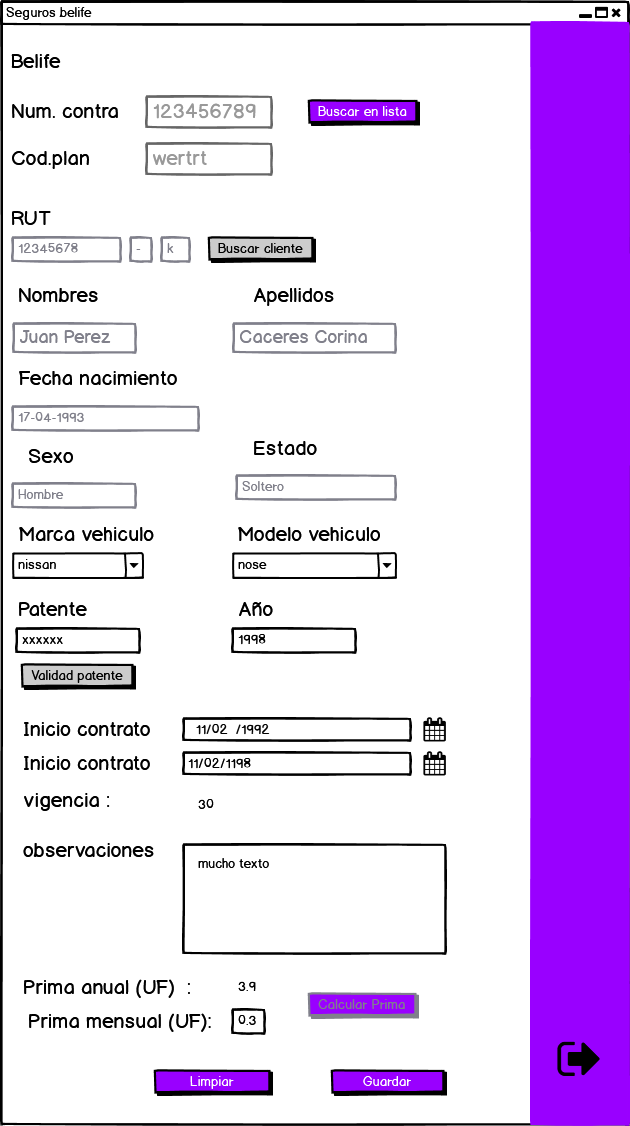 Seguros belife
Belife
Num. contra 123456789 Buscar en lista
Cod.plan wertrt
RUT
12345678 - k Buscar cliente
Nombres Apellidos
Juan Perez Caceres Corina
Fecha nacimiento
17-04-1993
Sexo Estado
Hombre Soltero
Marca vehiculo Modelo vehiculo
nissan nose
Patente Año
xxxxxx 1998
Validad patente
Inicio contrato 11/02 /1992
Inicio contrato 11/02/1198
vigencia : 30
observaciones mucho texto
Prima anual (UF) : 3.9 Calcular Prima
Prima mensual (UF): 0.3
Limpiar Guardar